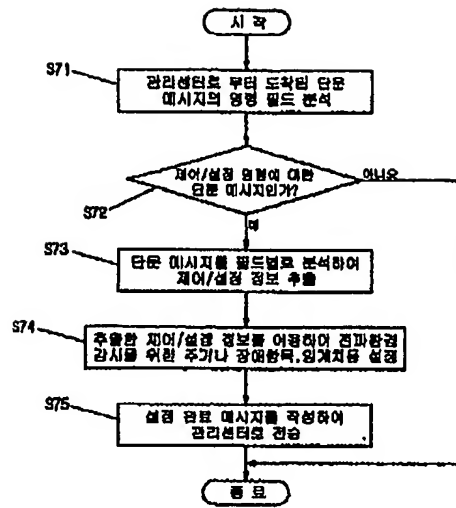 시 작
S71
관리센터로 부터 도착된 단문
메시지의 명령 필드 분석
제어/설정 명령에 대한
단문 메시지인가?
아니요
S72
예
S73
단문 메시지를 필드별로 분석하여
제어/설정 정보 추출
S74
추출한 제어/설정 정보를 이용하여 전파환경
감시를 위한 주기나 장애항목,임계치를 설정
S75
설정 완료 메시지를 작성하여
관리센터로 전송
종 료